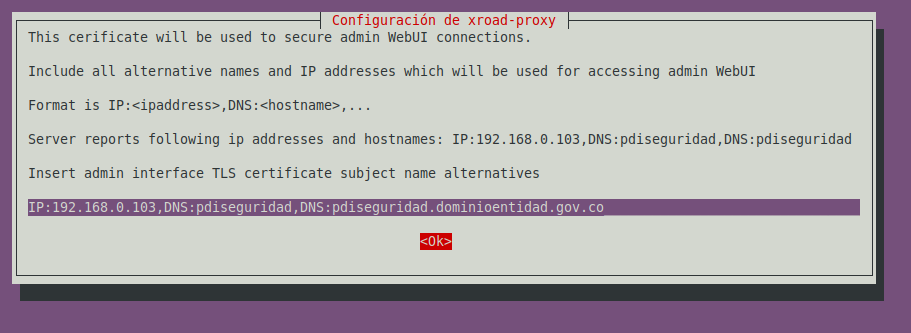 Configuración de xroad-proxy
This cerificate will be used to secure admin WebUI connections.
Include all alternative names and IP addresses which will be used for accessing admin WebUI
Format is IP:<ipaddress>,DNS:<hostname>,...
Server reports following ip addresses and hostnames: IP:192.168.0.103,DNS:pdiseguridad,DNS:pdiseguridad
Insert admin interface TLS certificate subject name alternatives
IP:192.168.0.103,DNS:pdiseguridad,DNS:pdiseguridad.dominioentidad.gov.co
<Ok>